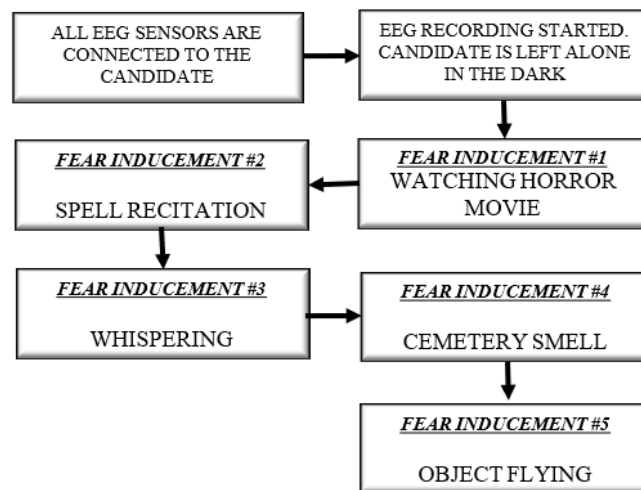 ALL EEG SENSORS ARE
CONNECTED TO THE
CANDIDATE
EEG RECORDING STARTED.
CANDIDATE IS LEFT ALONE
IN THE DARK
FEAR INDUCEMENT #1
WATCHING HORROR
MOVIE
FEAR INDUCEMENT #2
SPELL RECITATION
FEAR INDUCEMENT #3
WHISPERING
FEAR INDUCEMENT #4
CEMETERY SMELL
FEAR INDUCEMENT #5
OBJECT FLYING